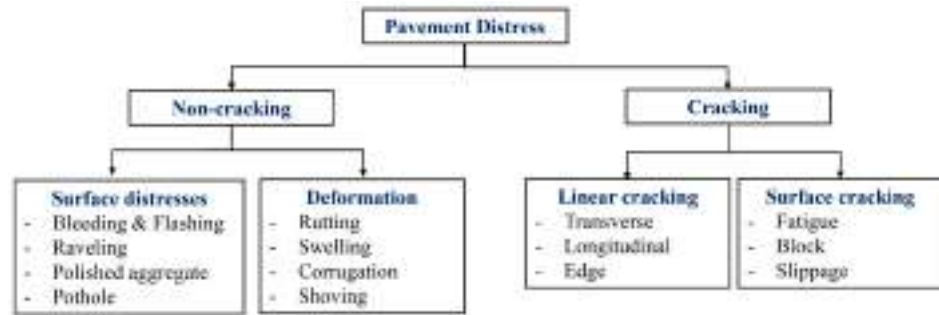 Pavement Distress
Non-cracking
Cracking
Surface distresses
- Bleeding & Flashing
- Raveling
- Polished aggregate
- Pothole
Deformation
- Rutting
- Swelling
- Corrugation
- Shoving
Linear cracking
- Transverse
- Longitudinal
- Edge
Surface cracking
- Fatigue
- Block
- Slippage